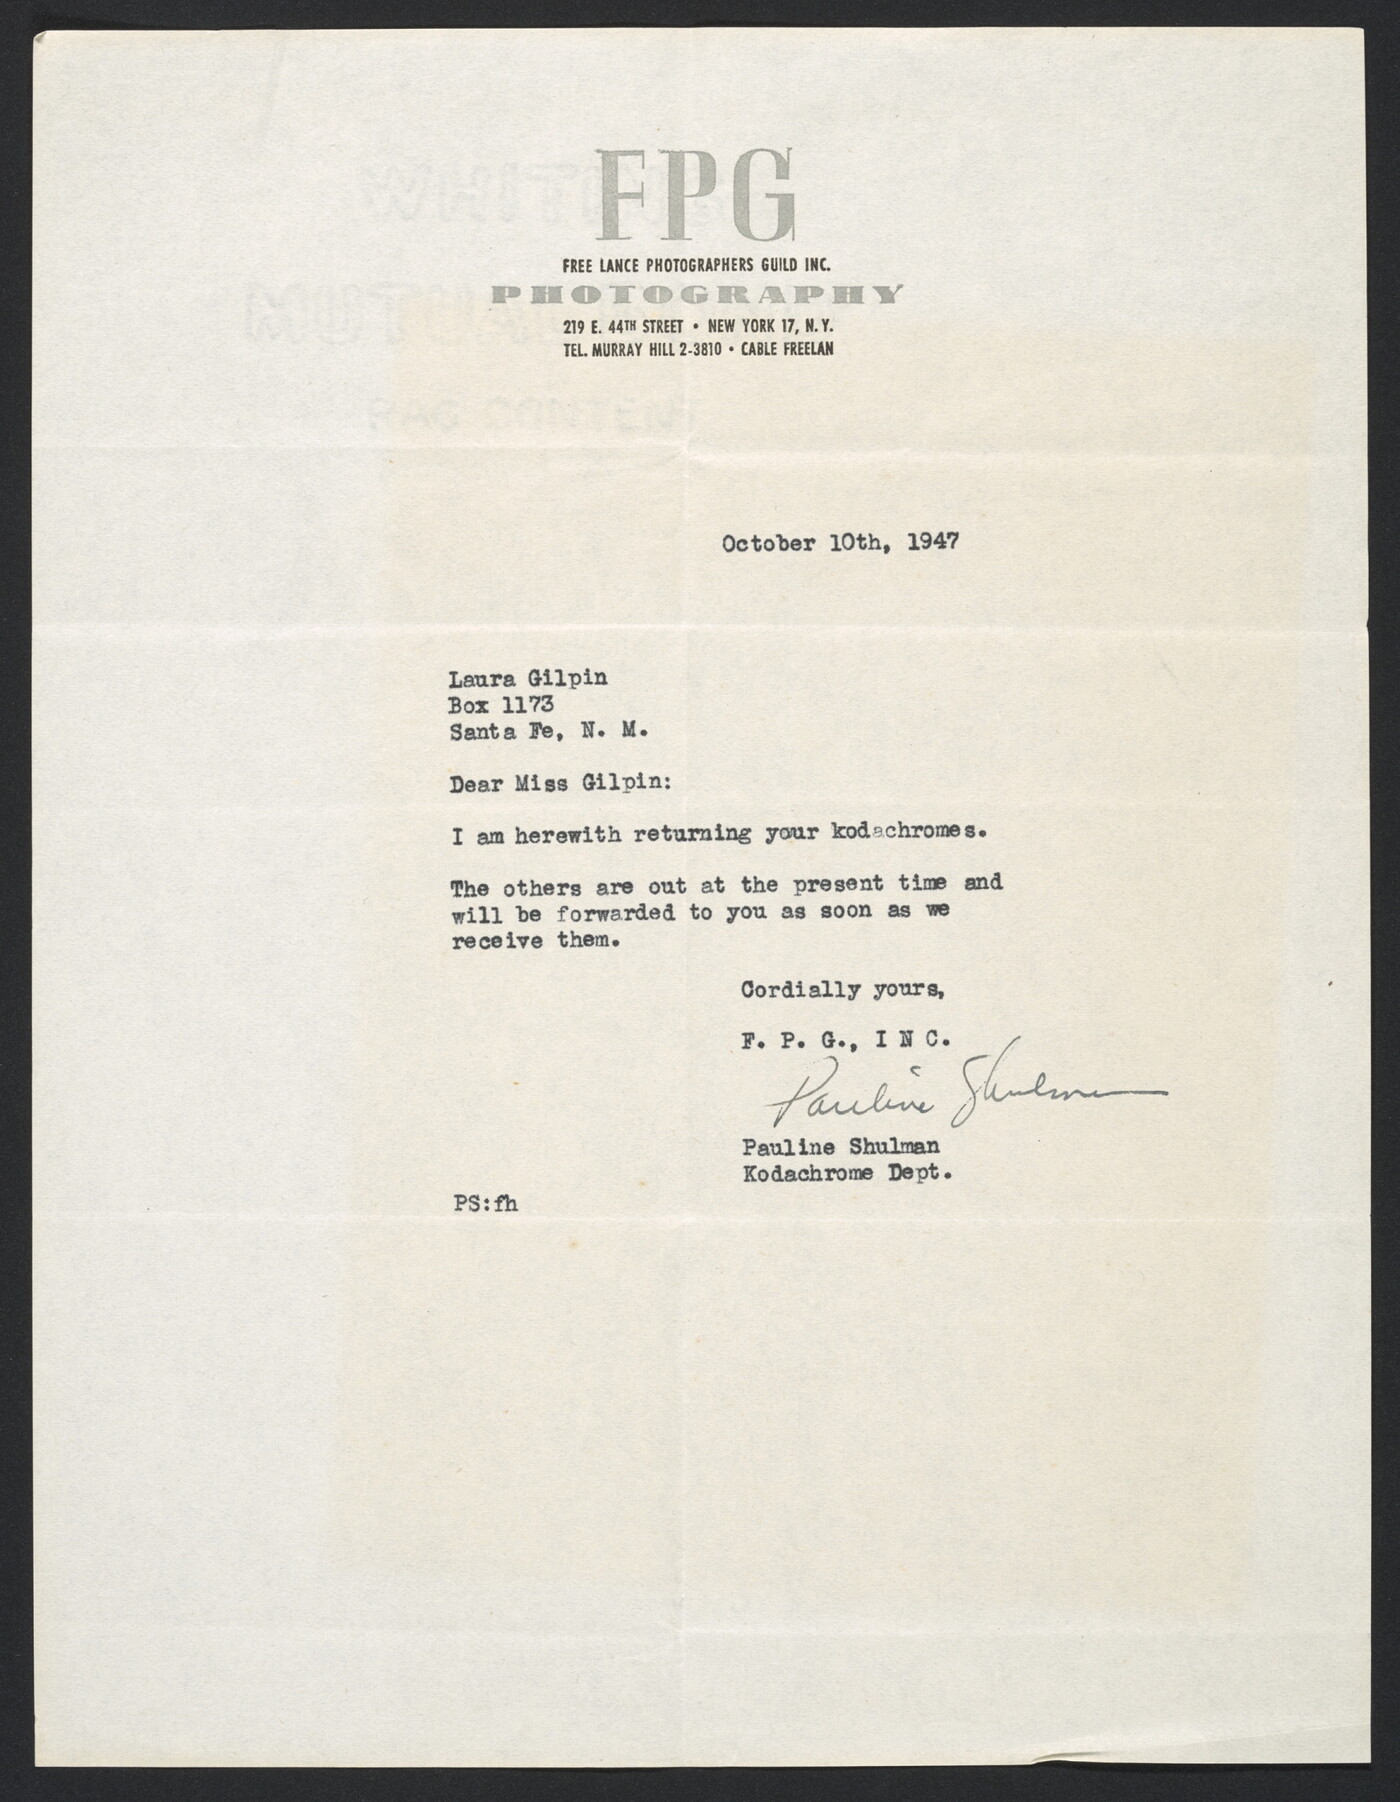 FPG
FREE LANCE PHOTOGRAPHERS GUILD INC.
PHOTOGRAPHY
219 E. 44TH STREET • NEW YORK 17, N. Y.
TEL. MURRAY HILL 2-3810 • CABLE FREELAN
RAG CONTENT
October 10th, 1947
Laura Gilpin
Box 1173
Santa Fe, N. M.
Dear Miss Gilpin:
I am herewith returning your kodachromes.
The others are out at the present time and
will be forwarded to you as soon as we
receive them.
Cordially yours,
F. P. G., I N C.
Pauline Shulman
Pauline Shulman
Kodachrome Dept.
PS:fh